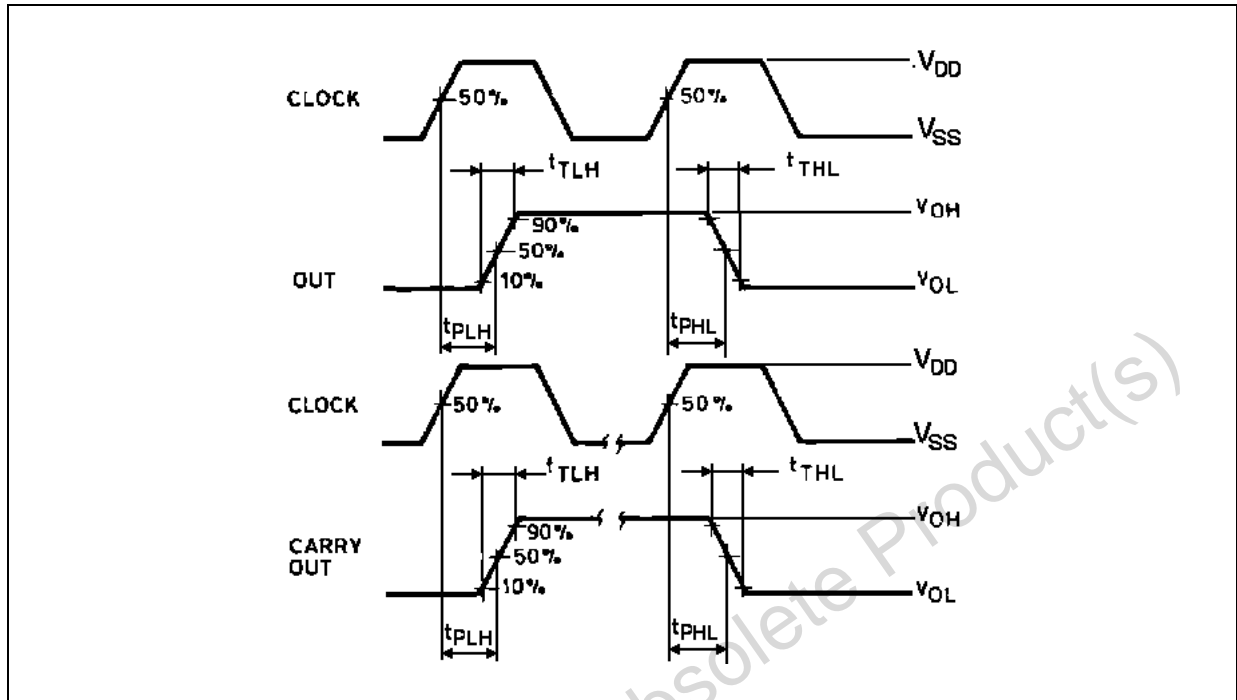 CLOCK
50%
50%
VDD
VSS
tTLH
tTHL
OUT
90%
50%
10%
VOH
VOL
tPLH
tPHL
CLOCK
50%
50%
VDD
VSS
tTLH
tTHL
CARRY
OUT
90%
50%
10%
VOH
VOL
tPLH
tPHL
bsolete Product(s)